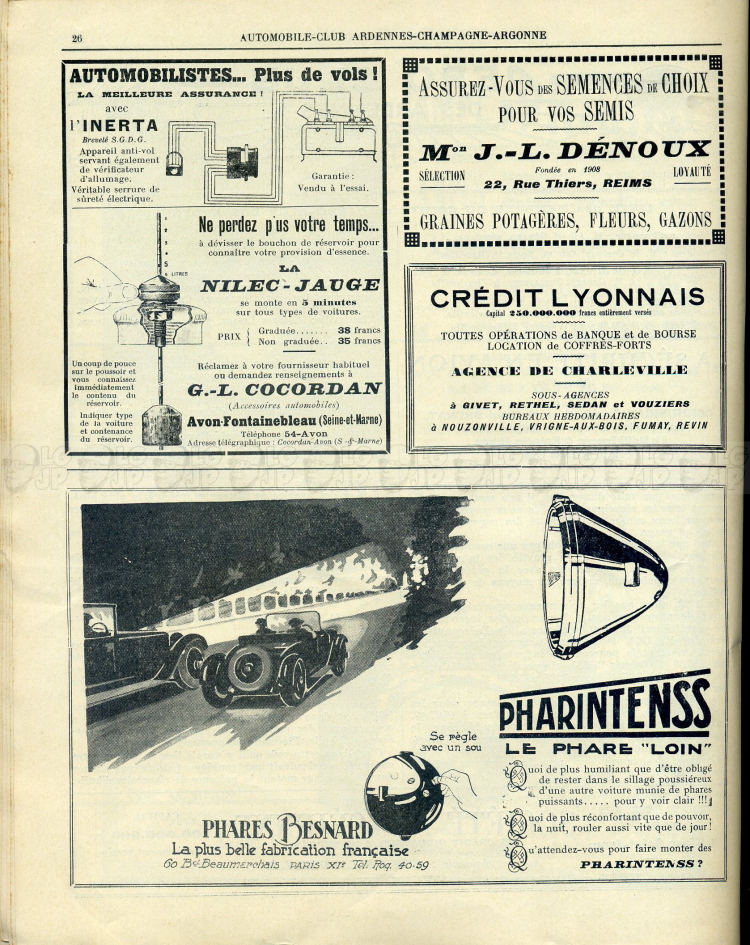 26
AUTOMOBILE-CLUB ARDENNES-CHAMPAGNE-ARGONNE
AUTOMOBILISTES... Plus de vols !
LA MEILLEURE ASSURANCE !
avec
l'INERTA
Breveté S.G.D.G.
Appareil anti-vol
servant également
de vérificateur
d'allumage.
Véritable serrure de
sûreté électrique.
Garantie :
Vendu à l'essai.
Ne perdez p'us votre temps...
à dévisser le bouchon de réservoir pour
connaître votre provision d'essence.
LA
NILEC-JAUGE
se monte en 5 minutes
sur tous types de voitures.
PRIX { Graduée....... 38 francs
Non graduée.. 35 francs
LITRES
Un coup de pouce
sur le poussoir et
vous connaissez
immédiatement
le contenu du
réservoir.
Indiquer type
de la voiture
et contenance
du réservoir.
Réclamez à votre fournisseur habituel
ou demandez renseignements à
G.-L. COCORDAN
(Accessoires automobiles)
Avon-Fontainebleau (Seine-et-Marne)
Téléphone 54-Avon
Adresse télégraphique : Cocordan-Avon (S-&-Marne)
ASSUREZ-VOUS DES SEMENCES DE CHOIX
POUR VOS SEMIS
Mon J.-L. DÉNOUX
Fondée en 1908
SÉLECTION
LOYAUTÉ
22, Rue Thiers, REIMS
GRAINES POTAGÈRES, FLEURS, GAZONS
CRÉDIT LYONNAIS
Capital 250.000.000 francs entièrement versés
TOUTES OPÉRATIONS de BANQUE et de BOURSE
LOCATION de COFFRES-FORTS
AGENCE DE CHARLEVILLE
SOUS-AGENCES
à GIVET, RETHEL, SEDAN et VOUZIERS
BUREAUX HEBDOMADAIRES
à NOUZONVILLE, VRIGNE-AUX-BOIS, FUMAY, REVIN
PHARINTENSS
LE PHARE "LOIN"
Quoi de plus humiliant que d'être obligé
de rester dans le sillage poussiéreux
d'une autre voiture munie de phares
puissants..... pour y voir clair !!!
Quoi de plus réconfortant que de pouvoir,
la nuit, rouler aussi vite que de jour !
Qu'attendez-vous pour faire monter des
PHARINTENSS ?
Se règle
avec un sou
PHARES BESNARD
La plus belle fabrication française
60 Bd Beaumarchais PARIS XIe Tel. Roq. 40-59